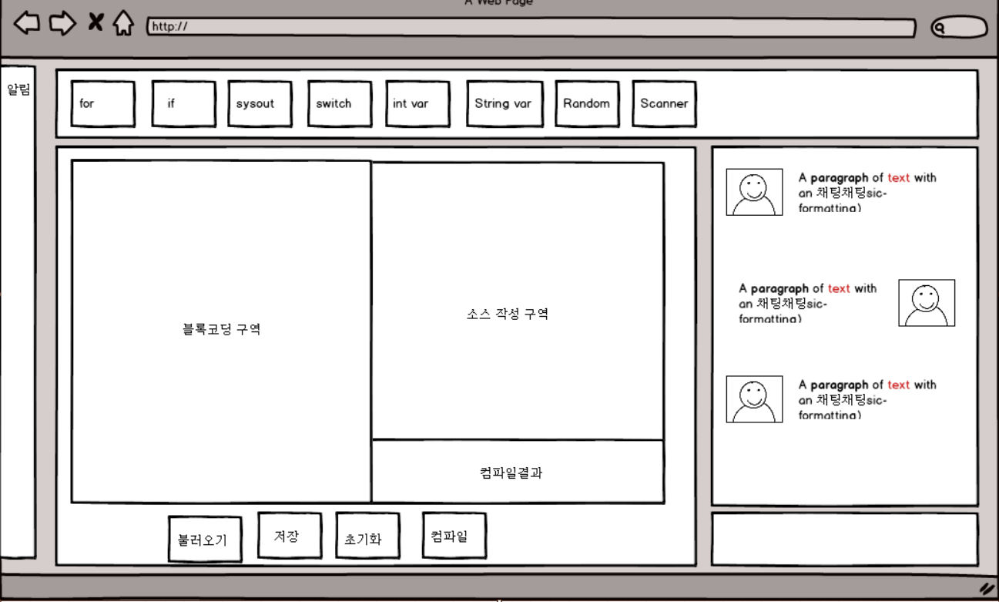 A Web Page
http://
알림
for
if
sysout
switch
int var
String var
Random
Scanner
블록코딩 구역
소스 작성 구역
컴파일결과
불러오기
저장
초기화
컴파일
A paragraph of text with
an 채팅채팅sic-
formatting)
A paragraph of text with
an 채팅채팅sic-
formatting)
A paragraph of text with
an 채팅채팅sic-
formatting)